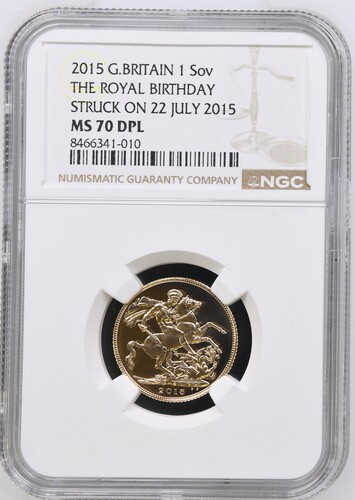 2015 G.BRITAIN 1 Sov
THE ROYAL BIRTHDAY
STRUCK ON 22 JULY 2015
MS 70 DPL
8466341-010
NUMISMATIC GUARANTY COMPANY NGC
2015